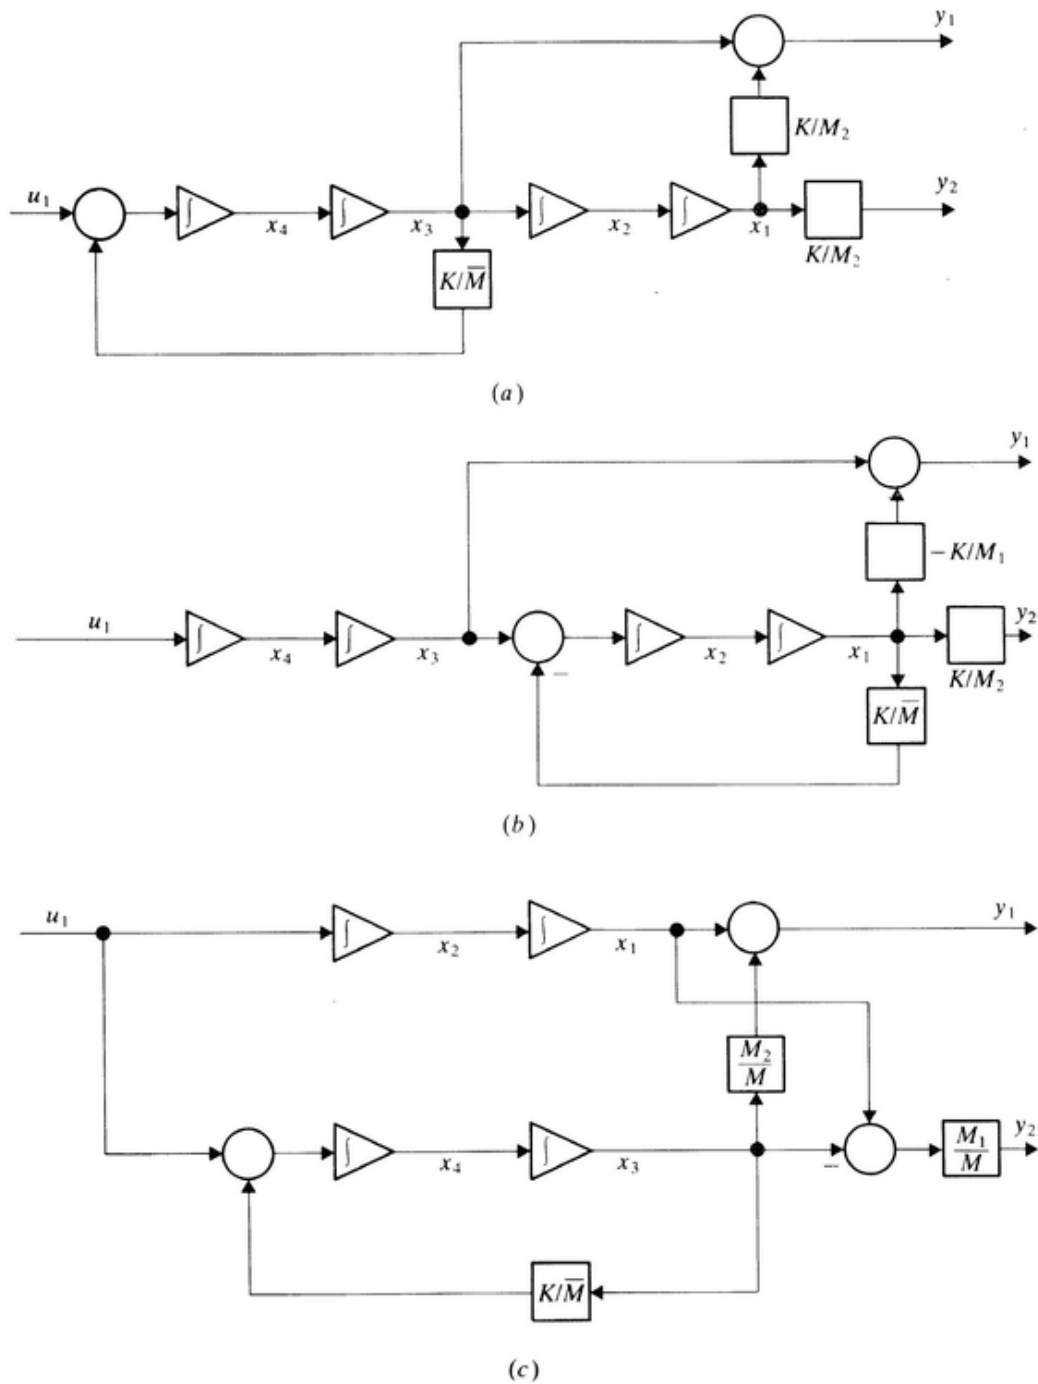 y₁
K/M₂
u₁
∫
x₄
∫
x₃
∫
x₂
∫
x₁
y₂
K/M₂
K/M̅
(a)
y₁
−K/M₁
u₁
∫
x₄
∫
x₃
∫
x₂
∫
x₁
y₂
K/M₂
−
K/M̅
(b)
u₁
∫
x₂
∫
x₁
y₁
M₂
M
∫
x₄
∫
x₃
−
M₁
M
y₂
K/M̅
(c)